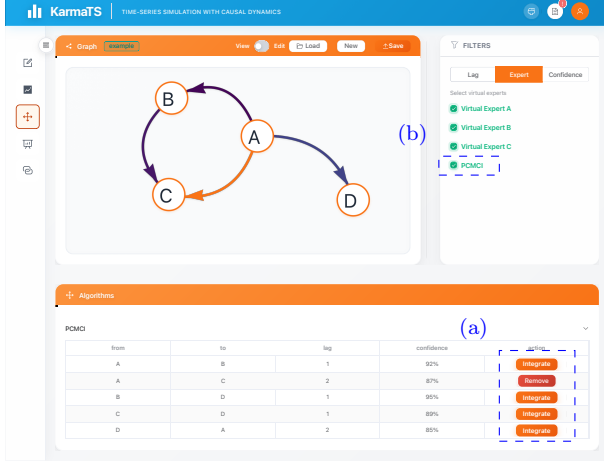 KarmaTS TIME-SERIES SIMULATION WITH CAUSAL DYNAMICS
Graph example View Edit Load New Save
FILTERS
Lag Expert Confidence
Select virtual experts
Virtual Expert A
Virtual Expert B
Virtual Expert C
PCMCI
(b)
B
A
C
D
Algorithms
PCMCI
(a)
from to lag confidence action
A B 1 92% Integrate
A C 2 87% Remove
B D 1 95% Integrate
C D 1 89% Integrate
D A 2 85% Integrate